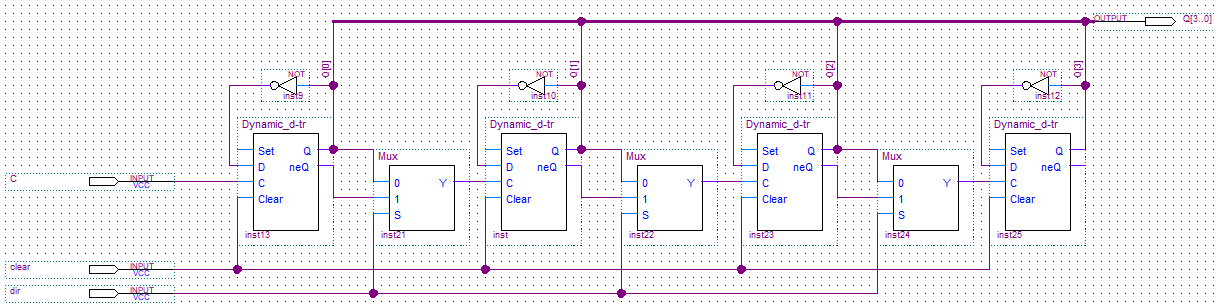 OUTPUT Q[3..0]
Q[0] Q[1] Q[2] Q[3]
NOT NOT NOT NOT
inst9 inst10 inst11 inst12
Dynamic_d-tr Dynamic_d-tr Dynamic_d-tr Dynamic_d-tr
Set Q Mux Set Q Mux Set Q Mux Set Q
D neQ D neQ D neQ D neQ
C INPUT VCC C 0 Y C 0 Y C 0 Y C
Clear 1 Clear 1 Clear 1 Clear
S S S
inst13 inst21 inst inst22 inst23 inst24 inst25
clear INPUT VCC
dir INPUT VCC